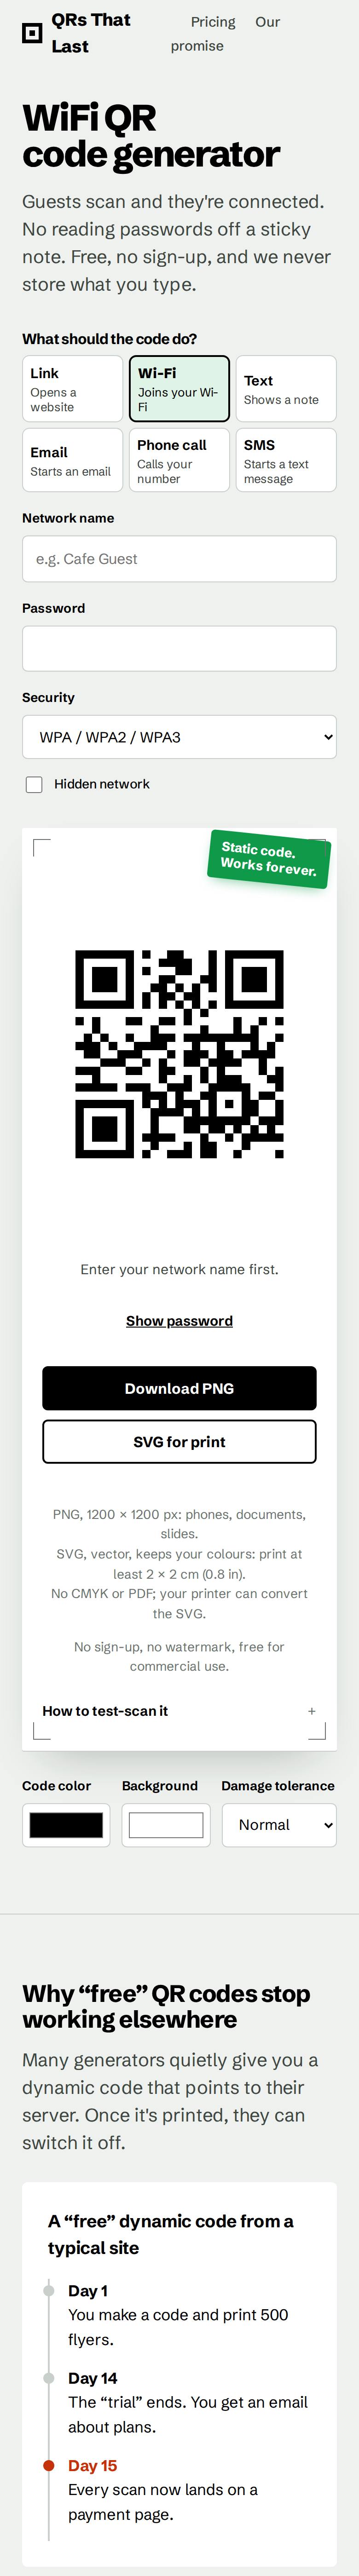 QRs That Last
Pricing Our promise
WiFi QR
code generator
Guests scan and they're connected.
No reading passwords off a sticky
note. Free, no sign-up, and we never
store what you type.
What should the code do?
Link
Opens a
website
Wi-Fi
Joins your Wi-
Fi
Text
Shows a note
Email
Starts an email
Phone call
Calls your
number
SMS
Starts a text
message
Network name
e.g. Cafe Guest
Password
Security
WPA / WPA2 / WPA3
Hidden network
Static code.
Works forever.
Enter your network name first.
Show password
Download PNG
SVG for print
PNG, 1200 × 1200 px: phones, documents,
slides.
SVG, vector, keeps your colours: print at
least 2 × 2 cm (0.8 in).
No CMYK or PDF; your printer can convert
the SVG.
No sign-up, no watermark, free for
commercial use.
How to test-scan it +
Code color
Background
Damage tolerance
Normal
Why “free” QR codes stop
working elsewhere
Many generators quietly give you a
dynamic code that points to their
server. Once it's printed, they can
switch it off.
A “free” dynamic code from a
typical site
Day 1
You make a code and print 500
flyers.
Day 14
The “trial” ends. You get an email
about plans.
Day 15
Every scan now lands on a
payment page.